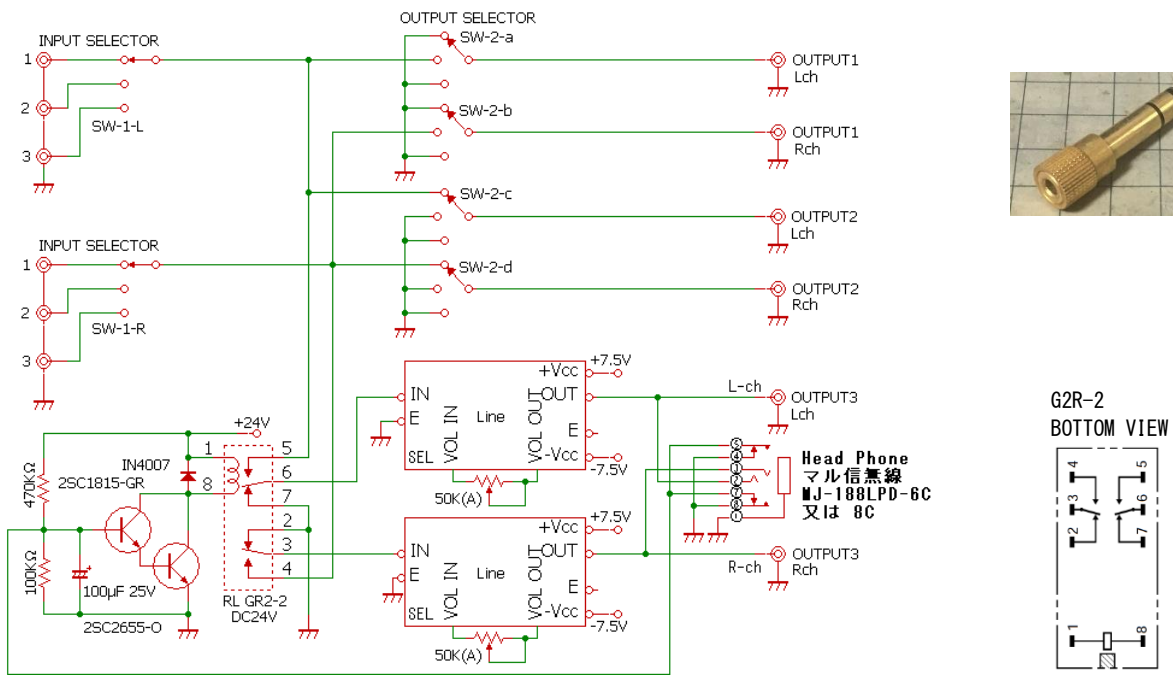 OUTPUT SELECTOR
INPUT SELECTOR
SW-2-a
1
OUTPUT1
Lch
2
SW-1-L
SW-2-b
OUTPUT1
Rch
3
SW-2-c
OUTPUT2
Lch
INPUT SELECTOR
1
SW-2-d
OUTPUT2
Rch
2
SW-1-R
3
+7.5V
+Vcc
IN
OUT
E
Line
VOL IN
VOL OUT
E
SEL
-Vcc
-7.5V
50K(A)
L-ch
OUTPUT3
Lch
G2R-2
BOTTOM VIEW
4
5
3
6
2
7
1
8
+24V
1
5
IN4007
6
2SC1815-GR
8
7
470KΩ
2
3
4
100KΩ
100μF 25V
+
2SC2655-O
RL GR2-2
DC24V
Head Phone
マル信無線
MJ-188LPD-6C
又は 8C
+7.5V
+Vcc
IN
OUT
E
Line
VOL IN
VOL OUT
E
SEL
-Vcc
-7.5V
50K(A)
R-ch
OUTPUT3
Rch